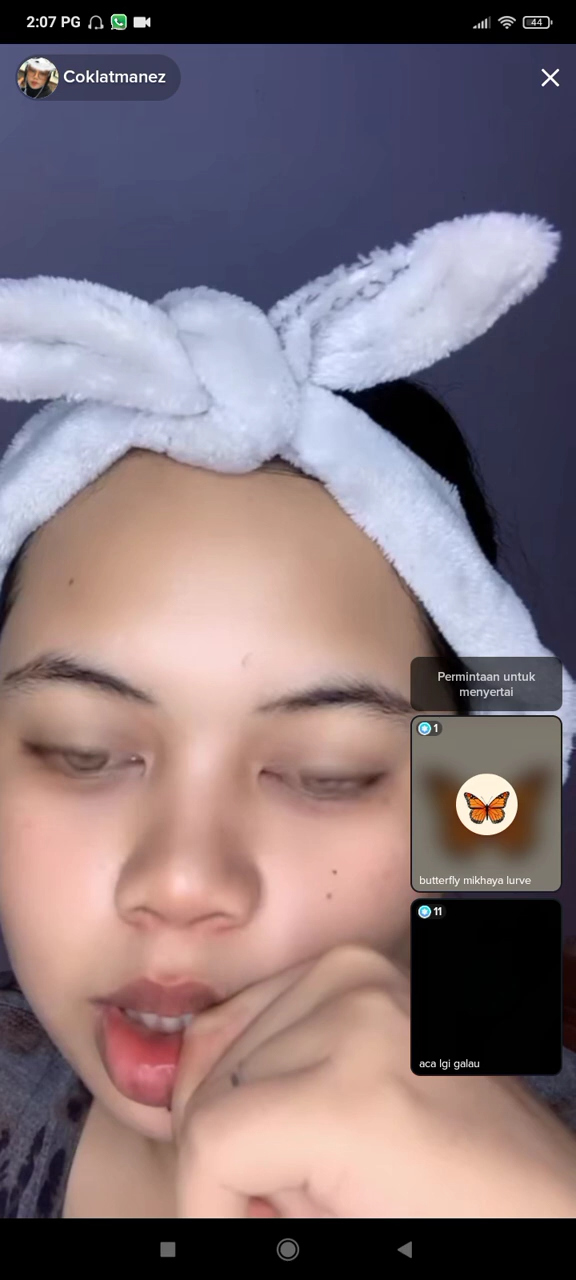 2:07 PG
44
Coklatmanez
Permintaan untuk
menyertai
1
butterfly mikhaya lurve
11
aca lgi galau